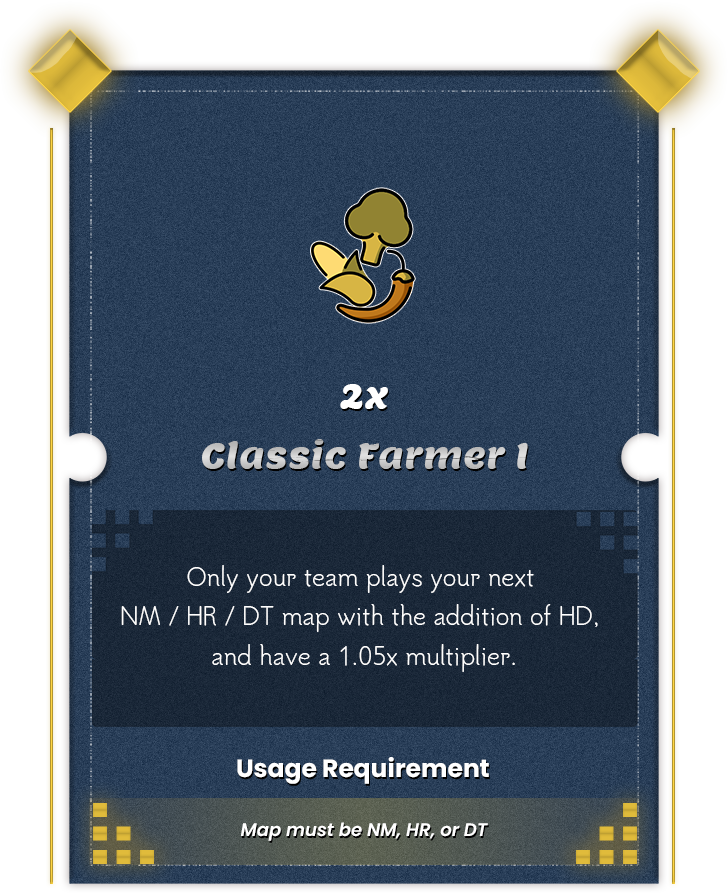 2x
Classic Farmer I
Only your team plays your next
NM / HR / DT map with the addition of HD,
and have a 1.05x multiplier.
Usage Requirement
Map must be NM, HR, or DT